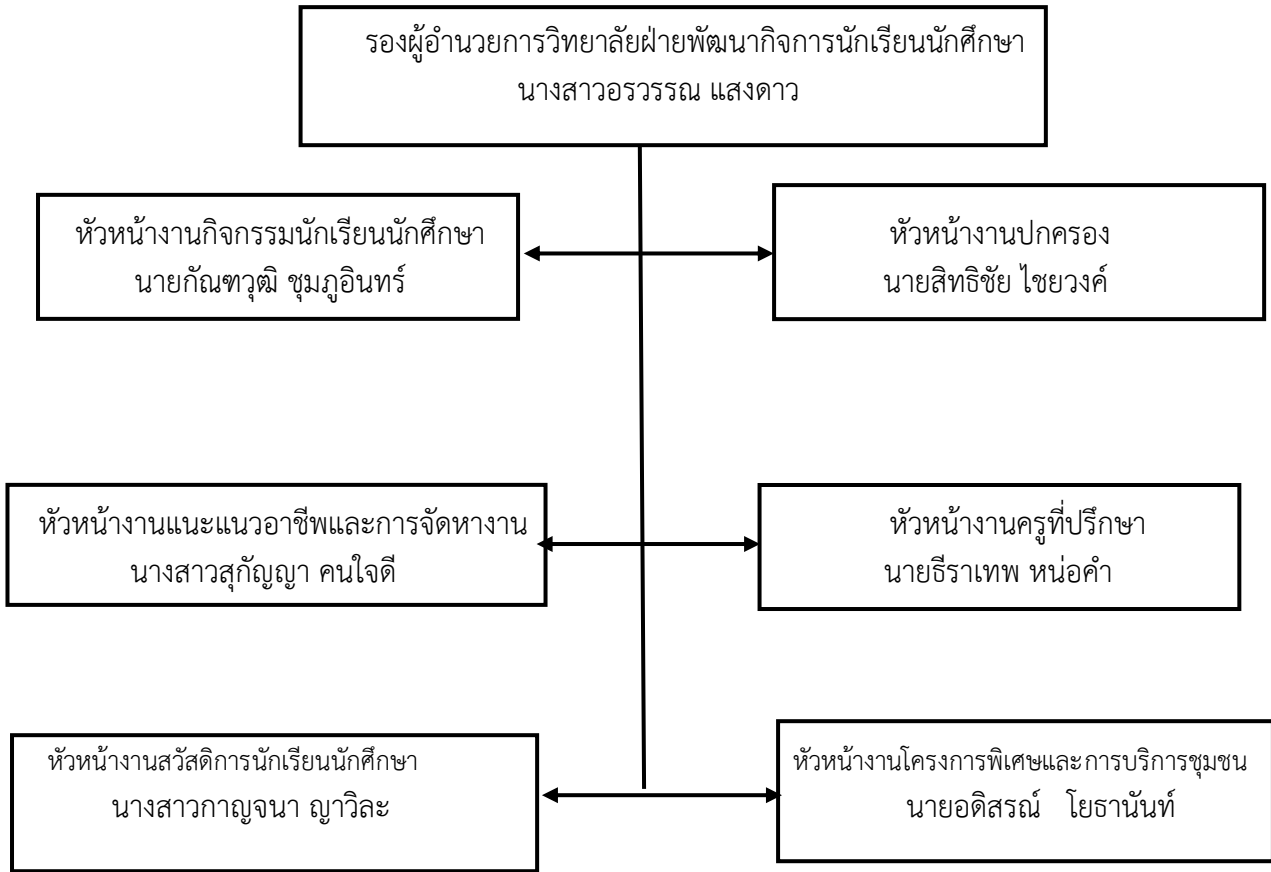 รองผู้อำนวยการวิทยาลัยฝ่ายพัฒนากิจการนักเรียนนักศึกษา
นางสาวอรวรรณ แสงดาว
หัวหน้างานกิจกรรมนักเรียนนักศึกษา
นายกัณฑวุฒิ ชุมภูอินทร์
หัวหน้างานปกครอง
นายสิทธิชัย ไชยวงค์
หัวหน้างานแนะแนวอาชีพและการจัดหางาน
นางสาวสุกัญญา คนใจดี
หัวหน้างานครูที่ปรึกษา
นายธีราเทพ หน่อคำ
หัวหน้างานสวัสดิการนักเรียนนักศึกษา
นางสาวกาญจนา ญาวิละ
หัวหน้างานโครงการพิเศษและการบริการชุมชน
นายอดิสรณ์ โยธานันท์